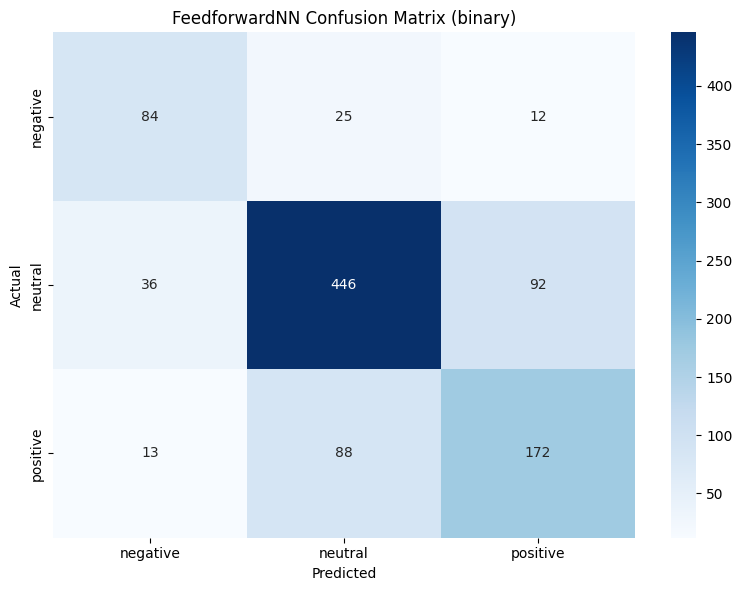 FeedforwardNN Confusion Matrix (binary)
Actual
negative
84 25 12
neutral
36 446 92
positive
13 88 172
negative neutral positive
Predicted
400
350
300
250
200
150
100
50